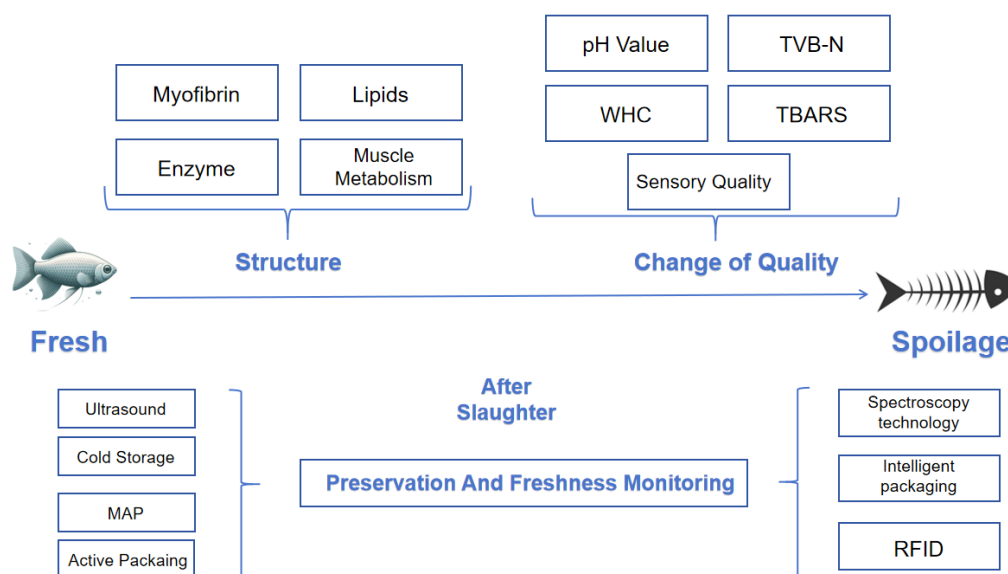 pH Value
TVB-N
Myofibrin
Lipids
WHC
TBARS
Enzyme
Muscle
Metabolism
Sensory Quality
Structure
Change of Quality
Fresh
Spoilage
After
Slaughter
Ultrasound
Cold Storage
MAP
Active Packaing
Preservation And Freshness Monitoring
Spectroscopy
technology
Intelligent
packaging
RFID